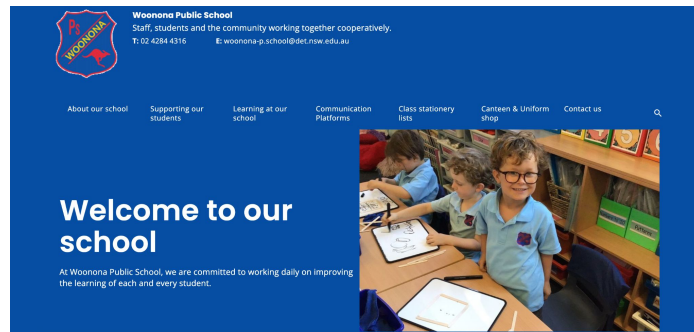 Ps
WOONONA
Woonona Public School
Staff, students and the community working together cooperatively.
T: 02 4284 4316 E: woonona-p.school@det.nsw.edu.au
About our school
Supporting our
students
Learning at our
school
Communication
Platforms
Class stationery
lists
Canteen & Uniform
shop
Contact us
Welcome to our
school
At Woonona Public School, we are committed to working daily on improving
the learning of each and every student.